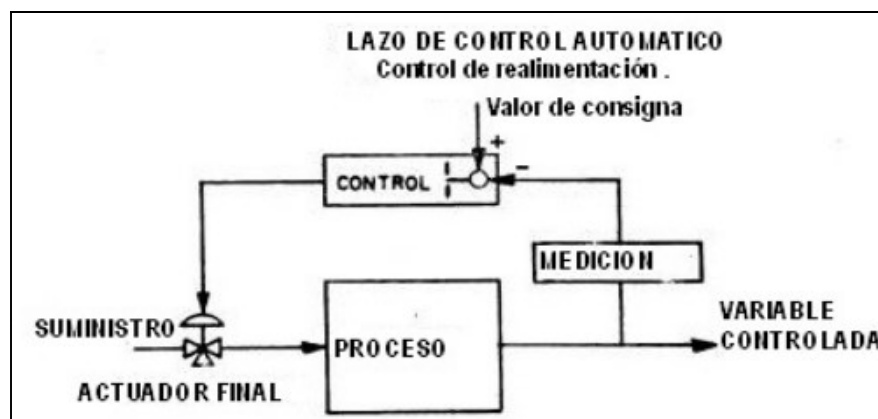 LAZO DE CONTROL AUTOMATICO
Control de realimentación .
Valor de consigna
+
-
CONTROL
MEDICION
SUMINISTRO
PROCESO
VARIABLE
CONTROLADA
ACTUADOR FINAL